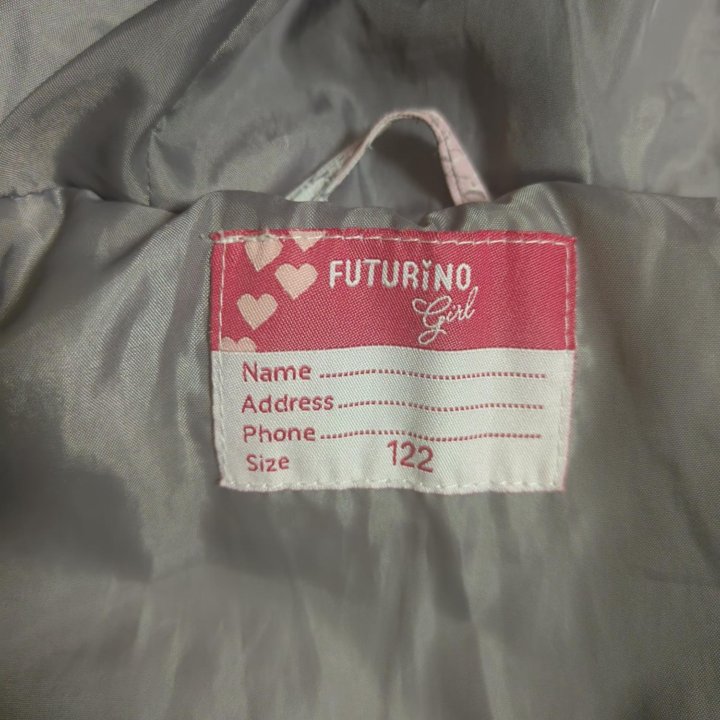 FUTURiNO
Girl
Name
Address
Phone
Size 122